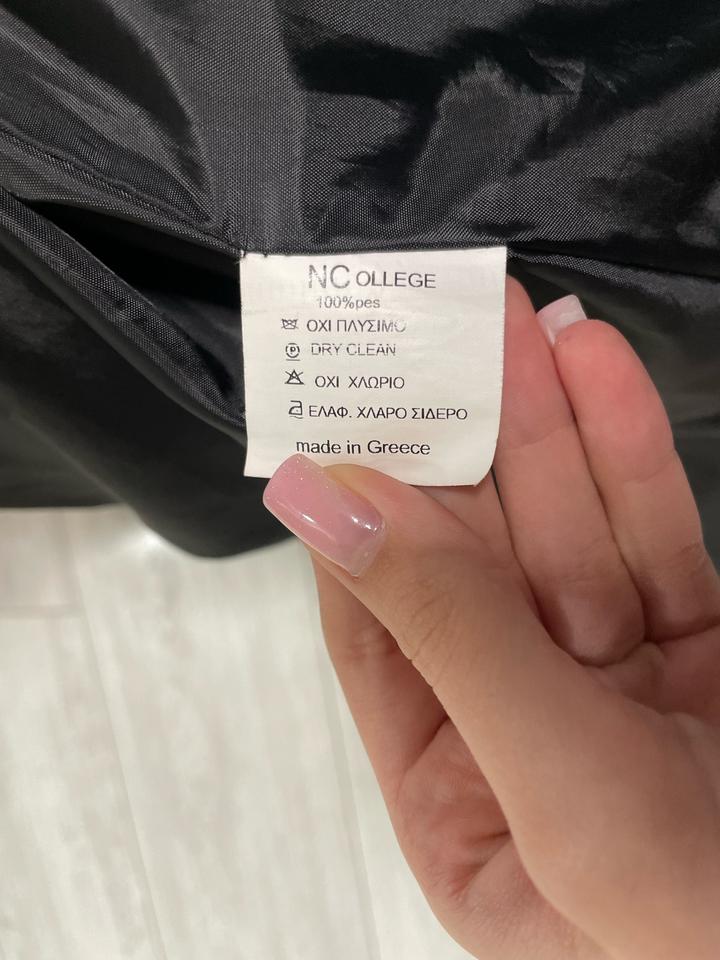 NC OLLEGE
100%pes
ΟΧΙ ΠΛΥΣΙΜΟ
P DRY CLEAN
ΟΧΙ ΧΛΩΡΙΟ
ΕΛΑΦ. ΧΛΑΡΟ ΣΙΔΕΡΟ
made in Greece